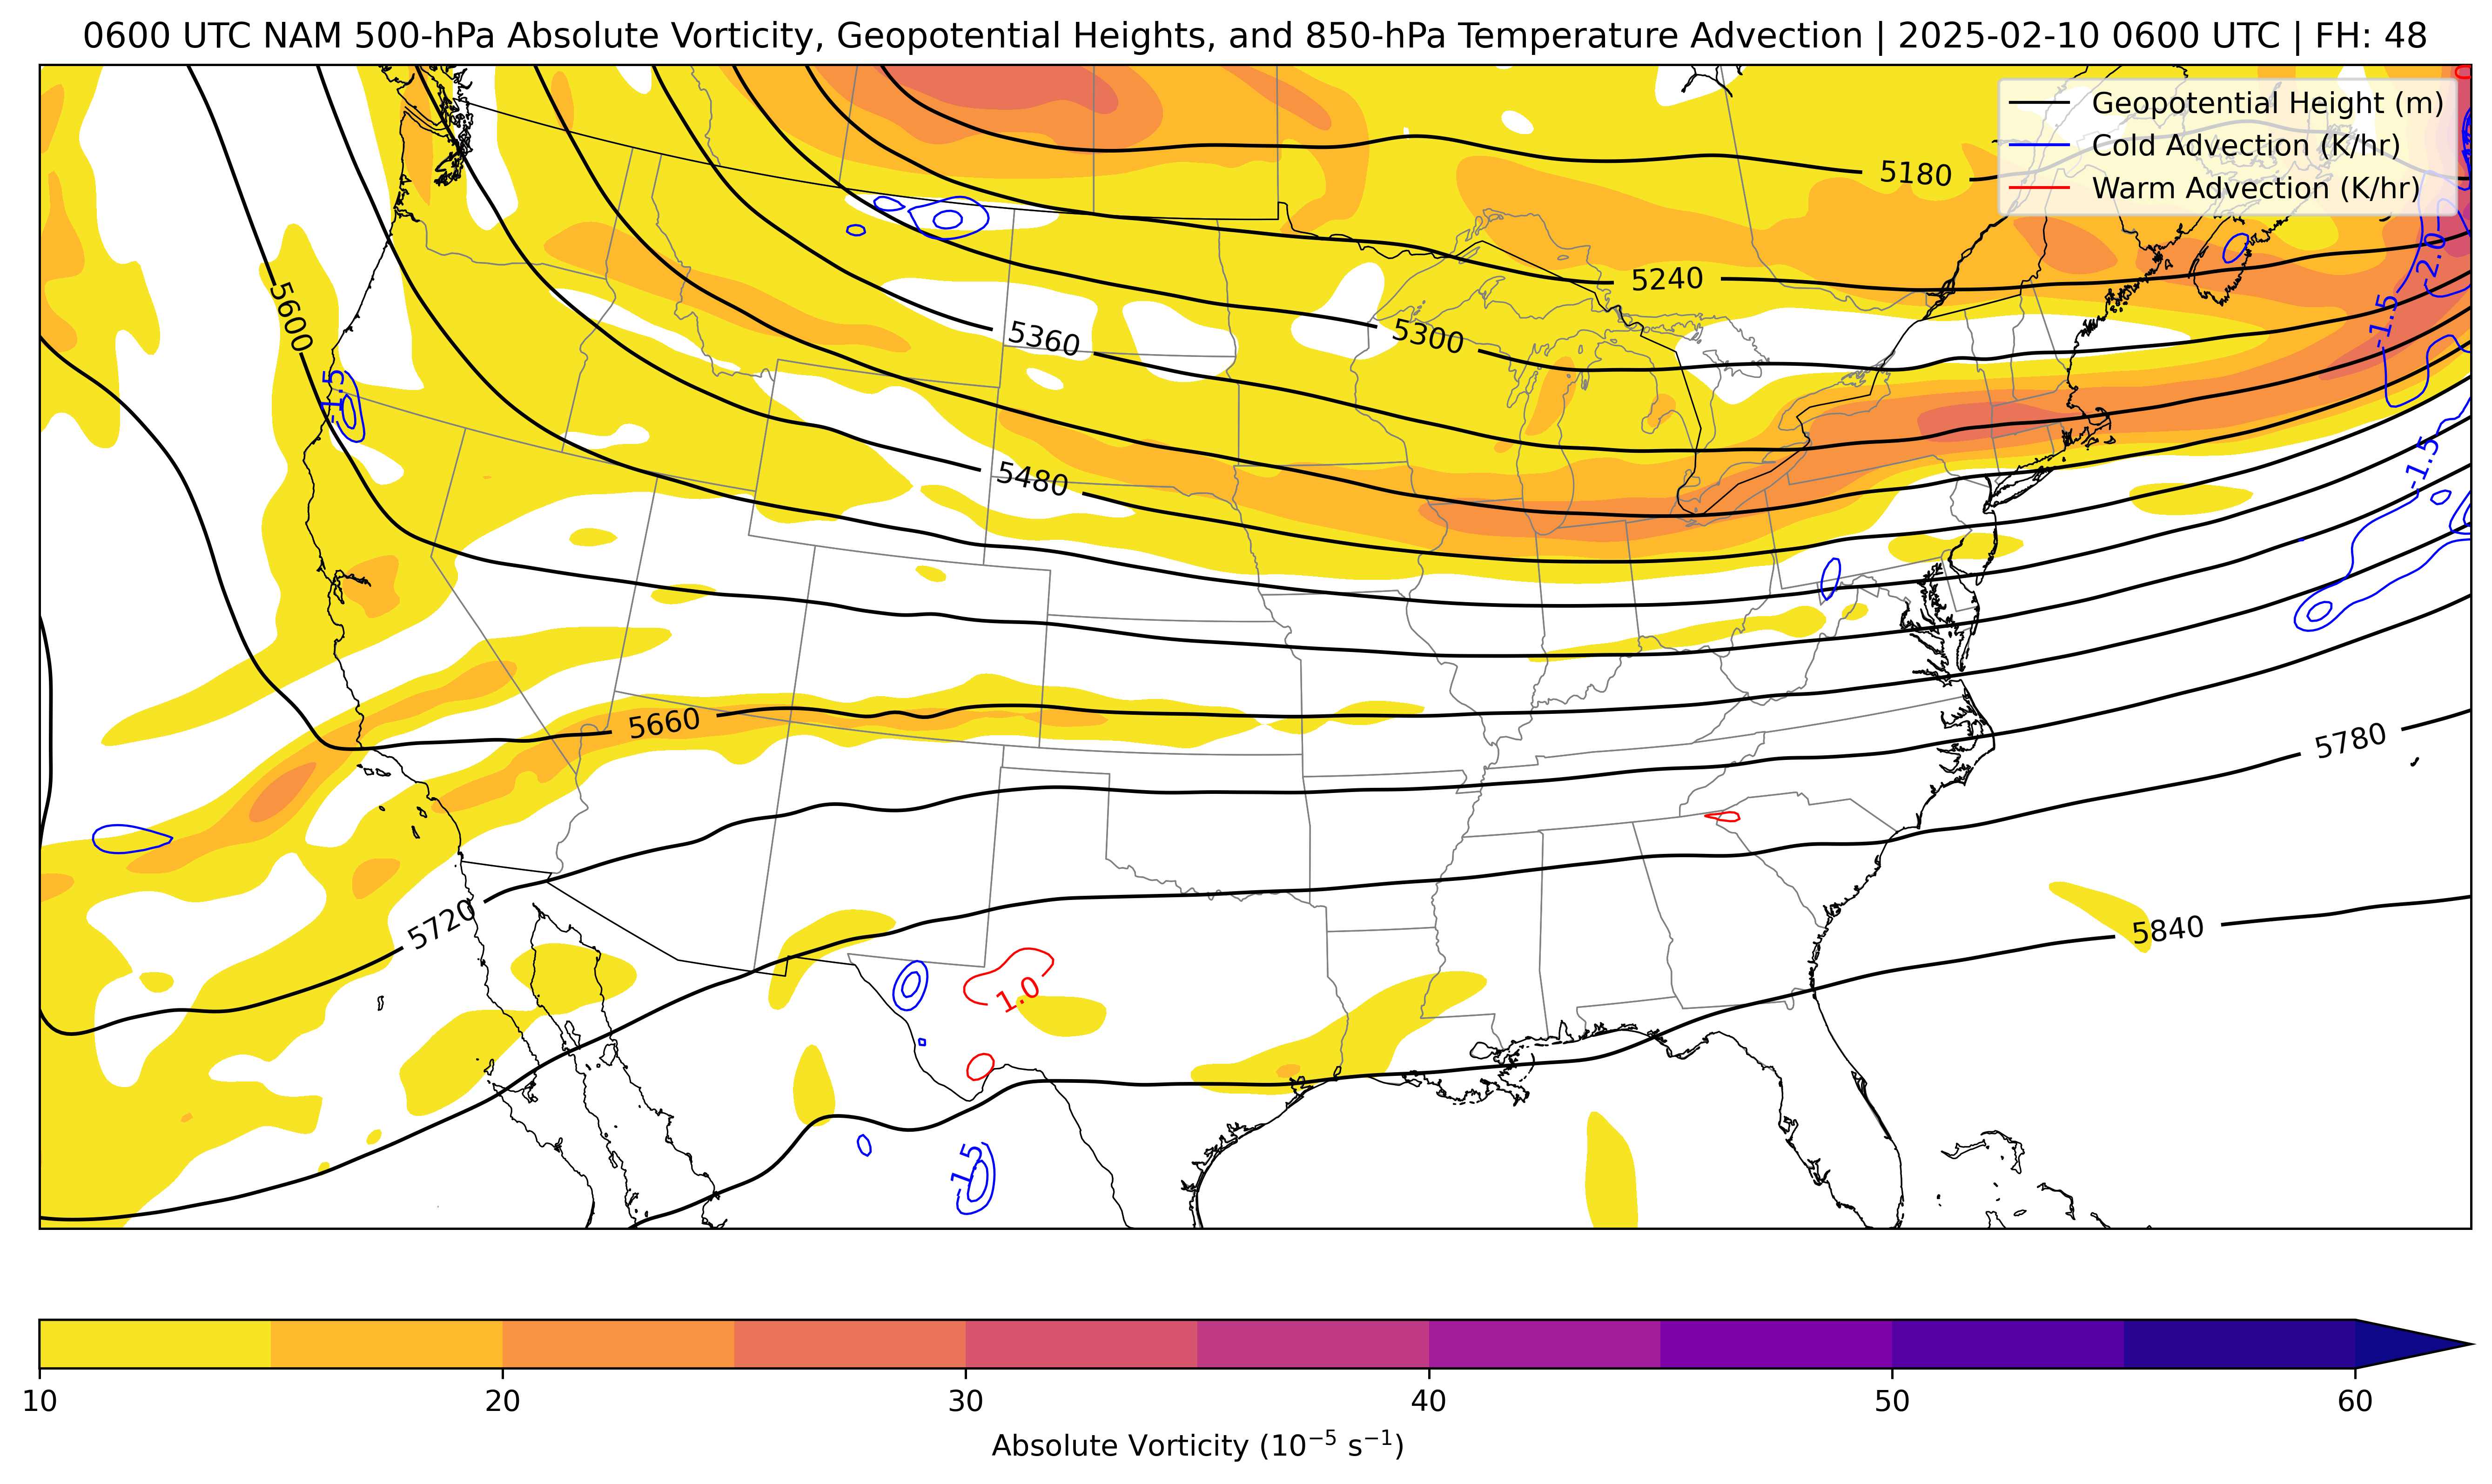 0600 UTC NAM 500-hPa Absolute Vorticity, Geopotential Heights, and 850-hPa Temperature Advection | 2025-02-10 0600 UTC | FH: 48
Geopotential Height (m)
Cold Advection (K/hr)
Warm Advection (K/hr)
5180
5240
-2.0
-1.5
5600
5360
5300
-1.5
5480
-1.5
5660
5780
5720
5840
1.0
-1.5
10 20 30 40 50 60
Absolute Vorticity (10⁻⁵ s⁻¹)